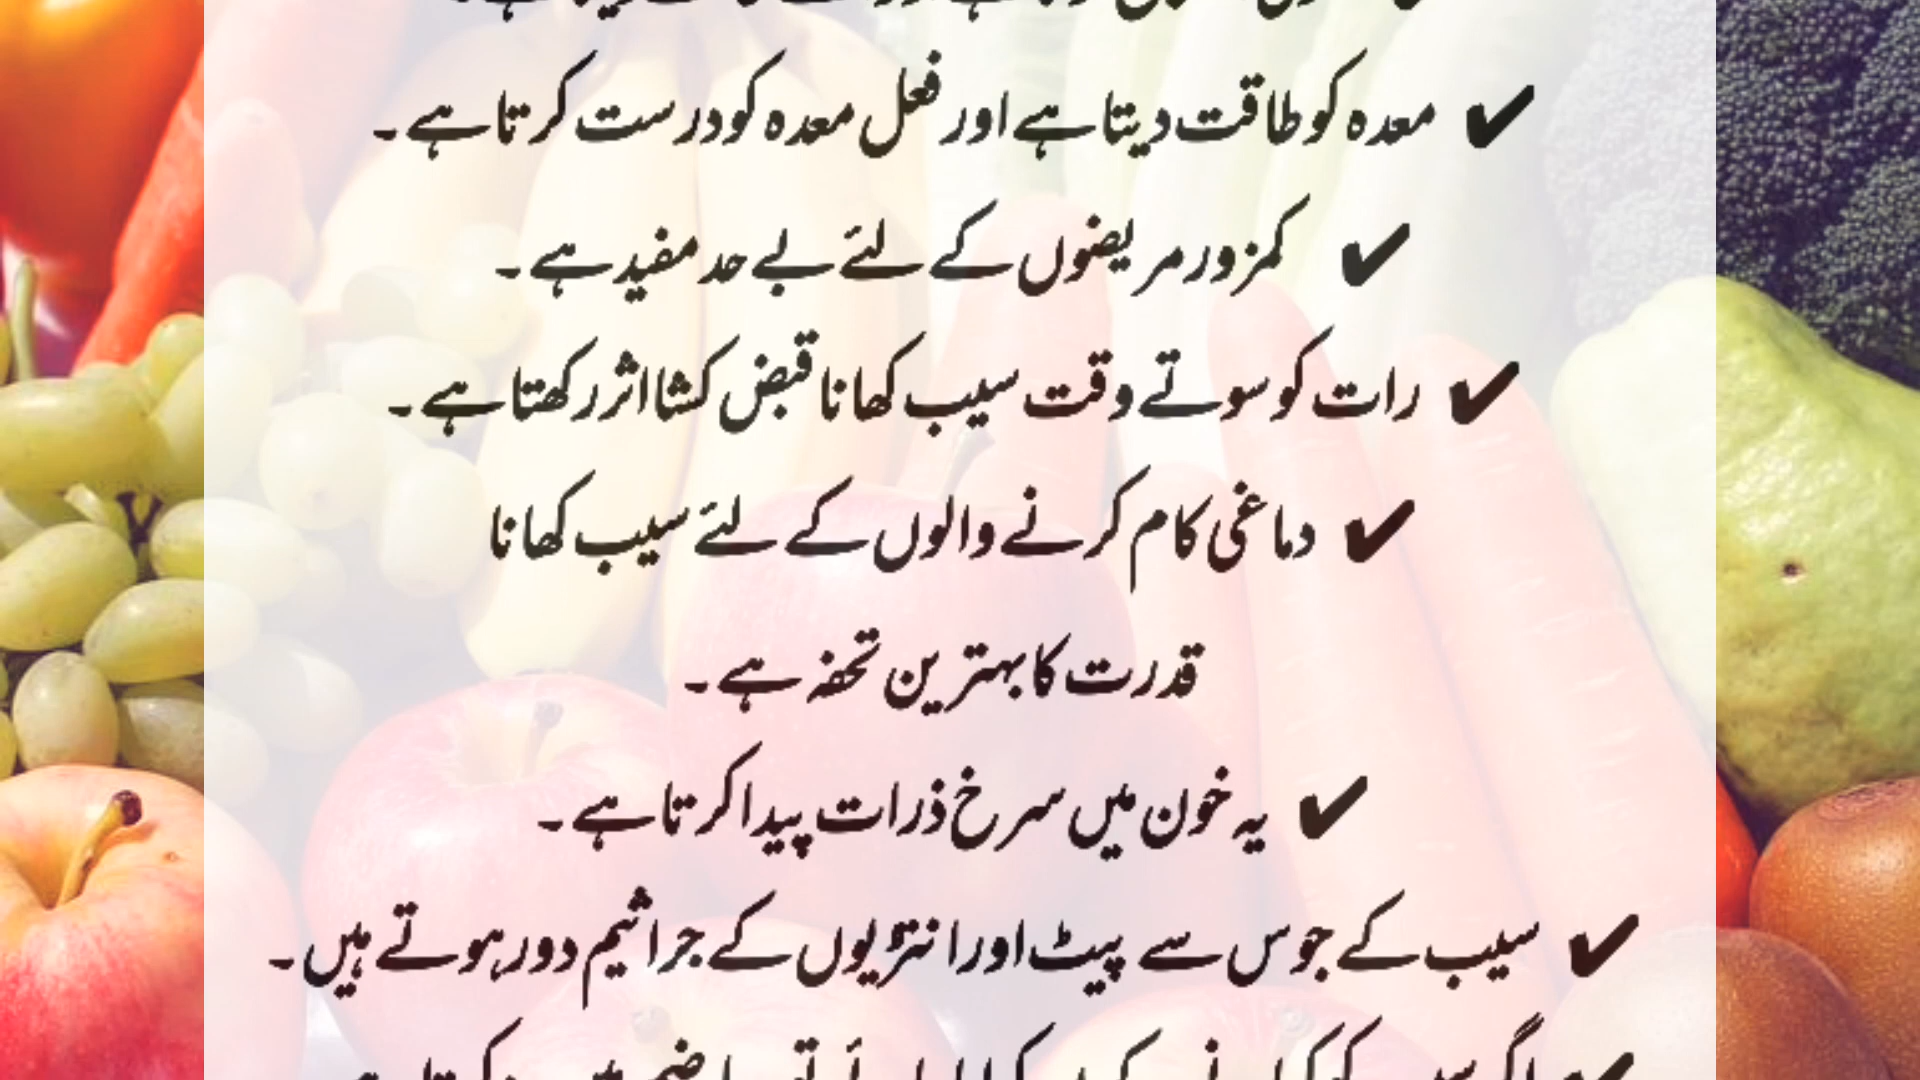 ✔ معدہ کو طاقت دیتا ہے اور فعل معدہ کو درست کرتا ہے۔
✔ کمزور مریضوں کے لئے بے حد مفید ہے۔
✔ رات کو سوتے وقت سیب کھانا قبض کشا اثر رکھتا ہے۔
✔ دماغی کام کرنے والوں کے لئے سیب کھانا
قدرت کا بہترین تحفہ ہے۔
✔ یہ خون میں سرخ ذرات پیدا کرتا ہے۔
✔ سیب کے جوس سے پیٹ اور انتڑیوں کے جراثیم دور ہوتے ہیں۔